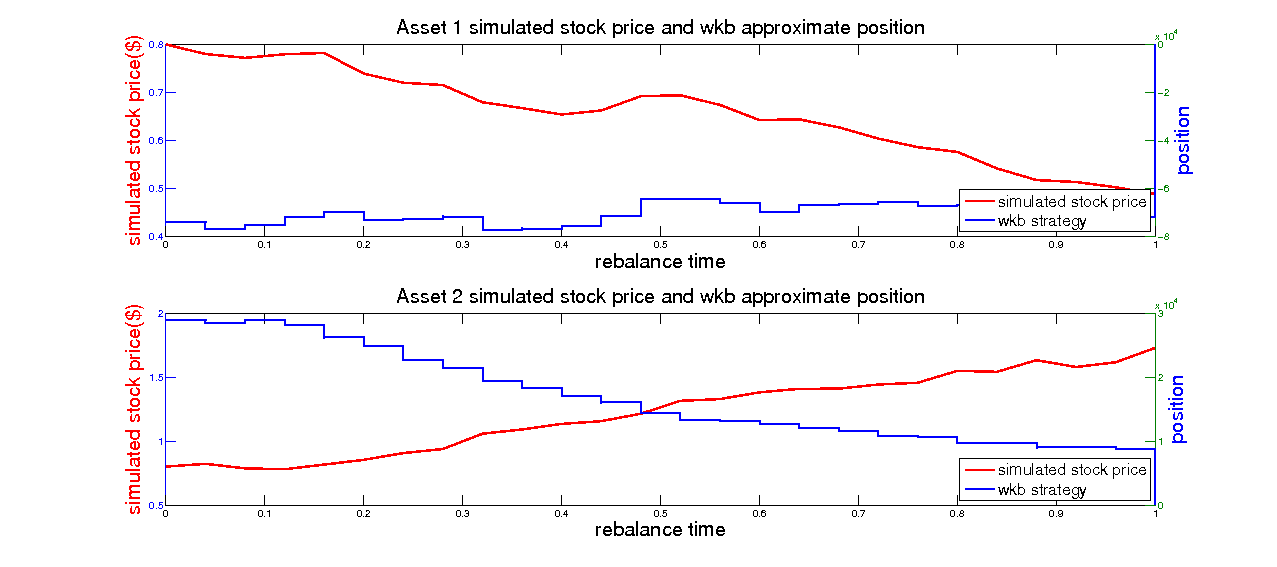 Asset 1 simulated stock price and wkb approximate position
x 10^4
simulated stock price($)
0.8
0.7
0.6
0.5
0.4
0
-2
-4
-6
-8
position
simulated stock price
wkb strategy
0 0.1 0.2 0.3 0.4 0.5 0.6 0.7 0.8 0.9 1
rebalance time
Asset 2 simulated stock price and wkb approximate position
x 10^4
simulated stock price($)
2
1.5
1
0.5
3
2
1
0
position
simulated stock price
wkb strategy
0 0.1 0.2 0.3 0.4 0.5 0.6 0.7 0.8 0.9 1
rebalance time